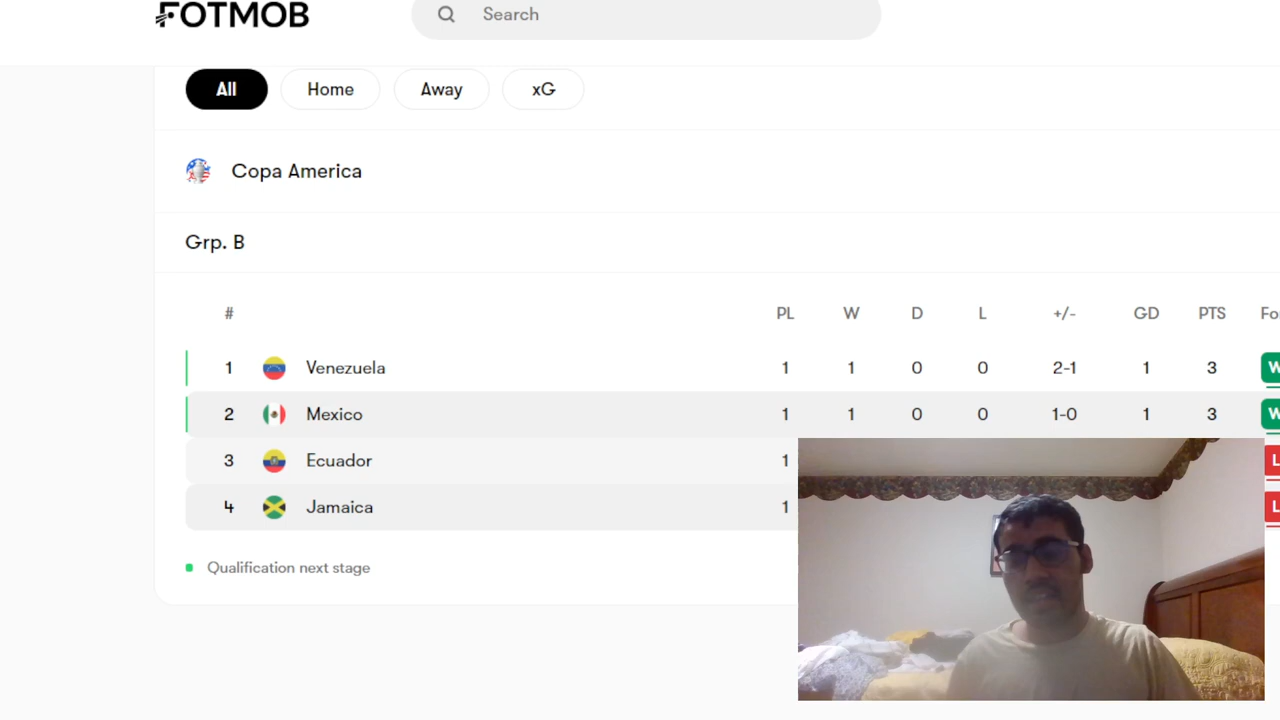 FOTMOB Search
All Home Away xG
Copa America
Grp. B
# PL W D L +/- GD PTS Fo
1 Venezuela 1 1 0 0 2-1 1 3 W
2 Mexico 1 1 0 0 1-0 1 3 W
3 Ecuador 1 L
4 Jamaica 1 L
Qualification next stage